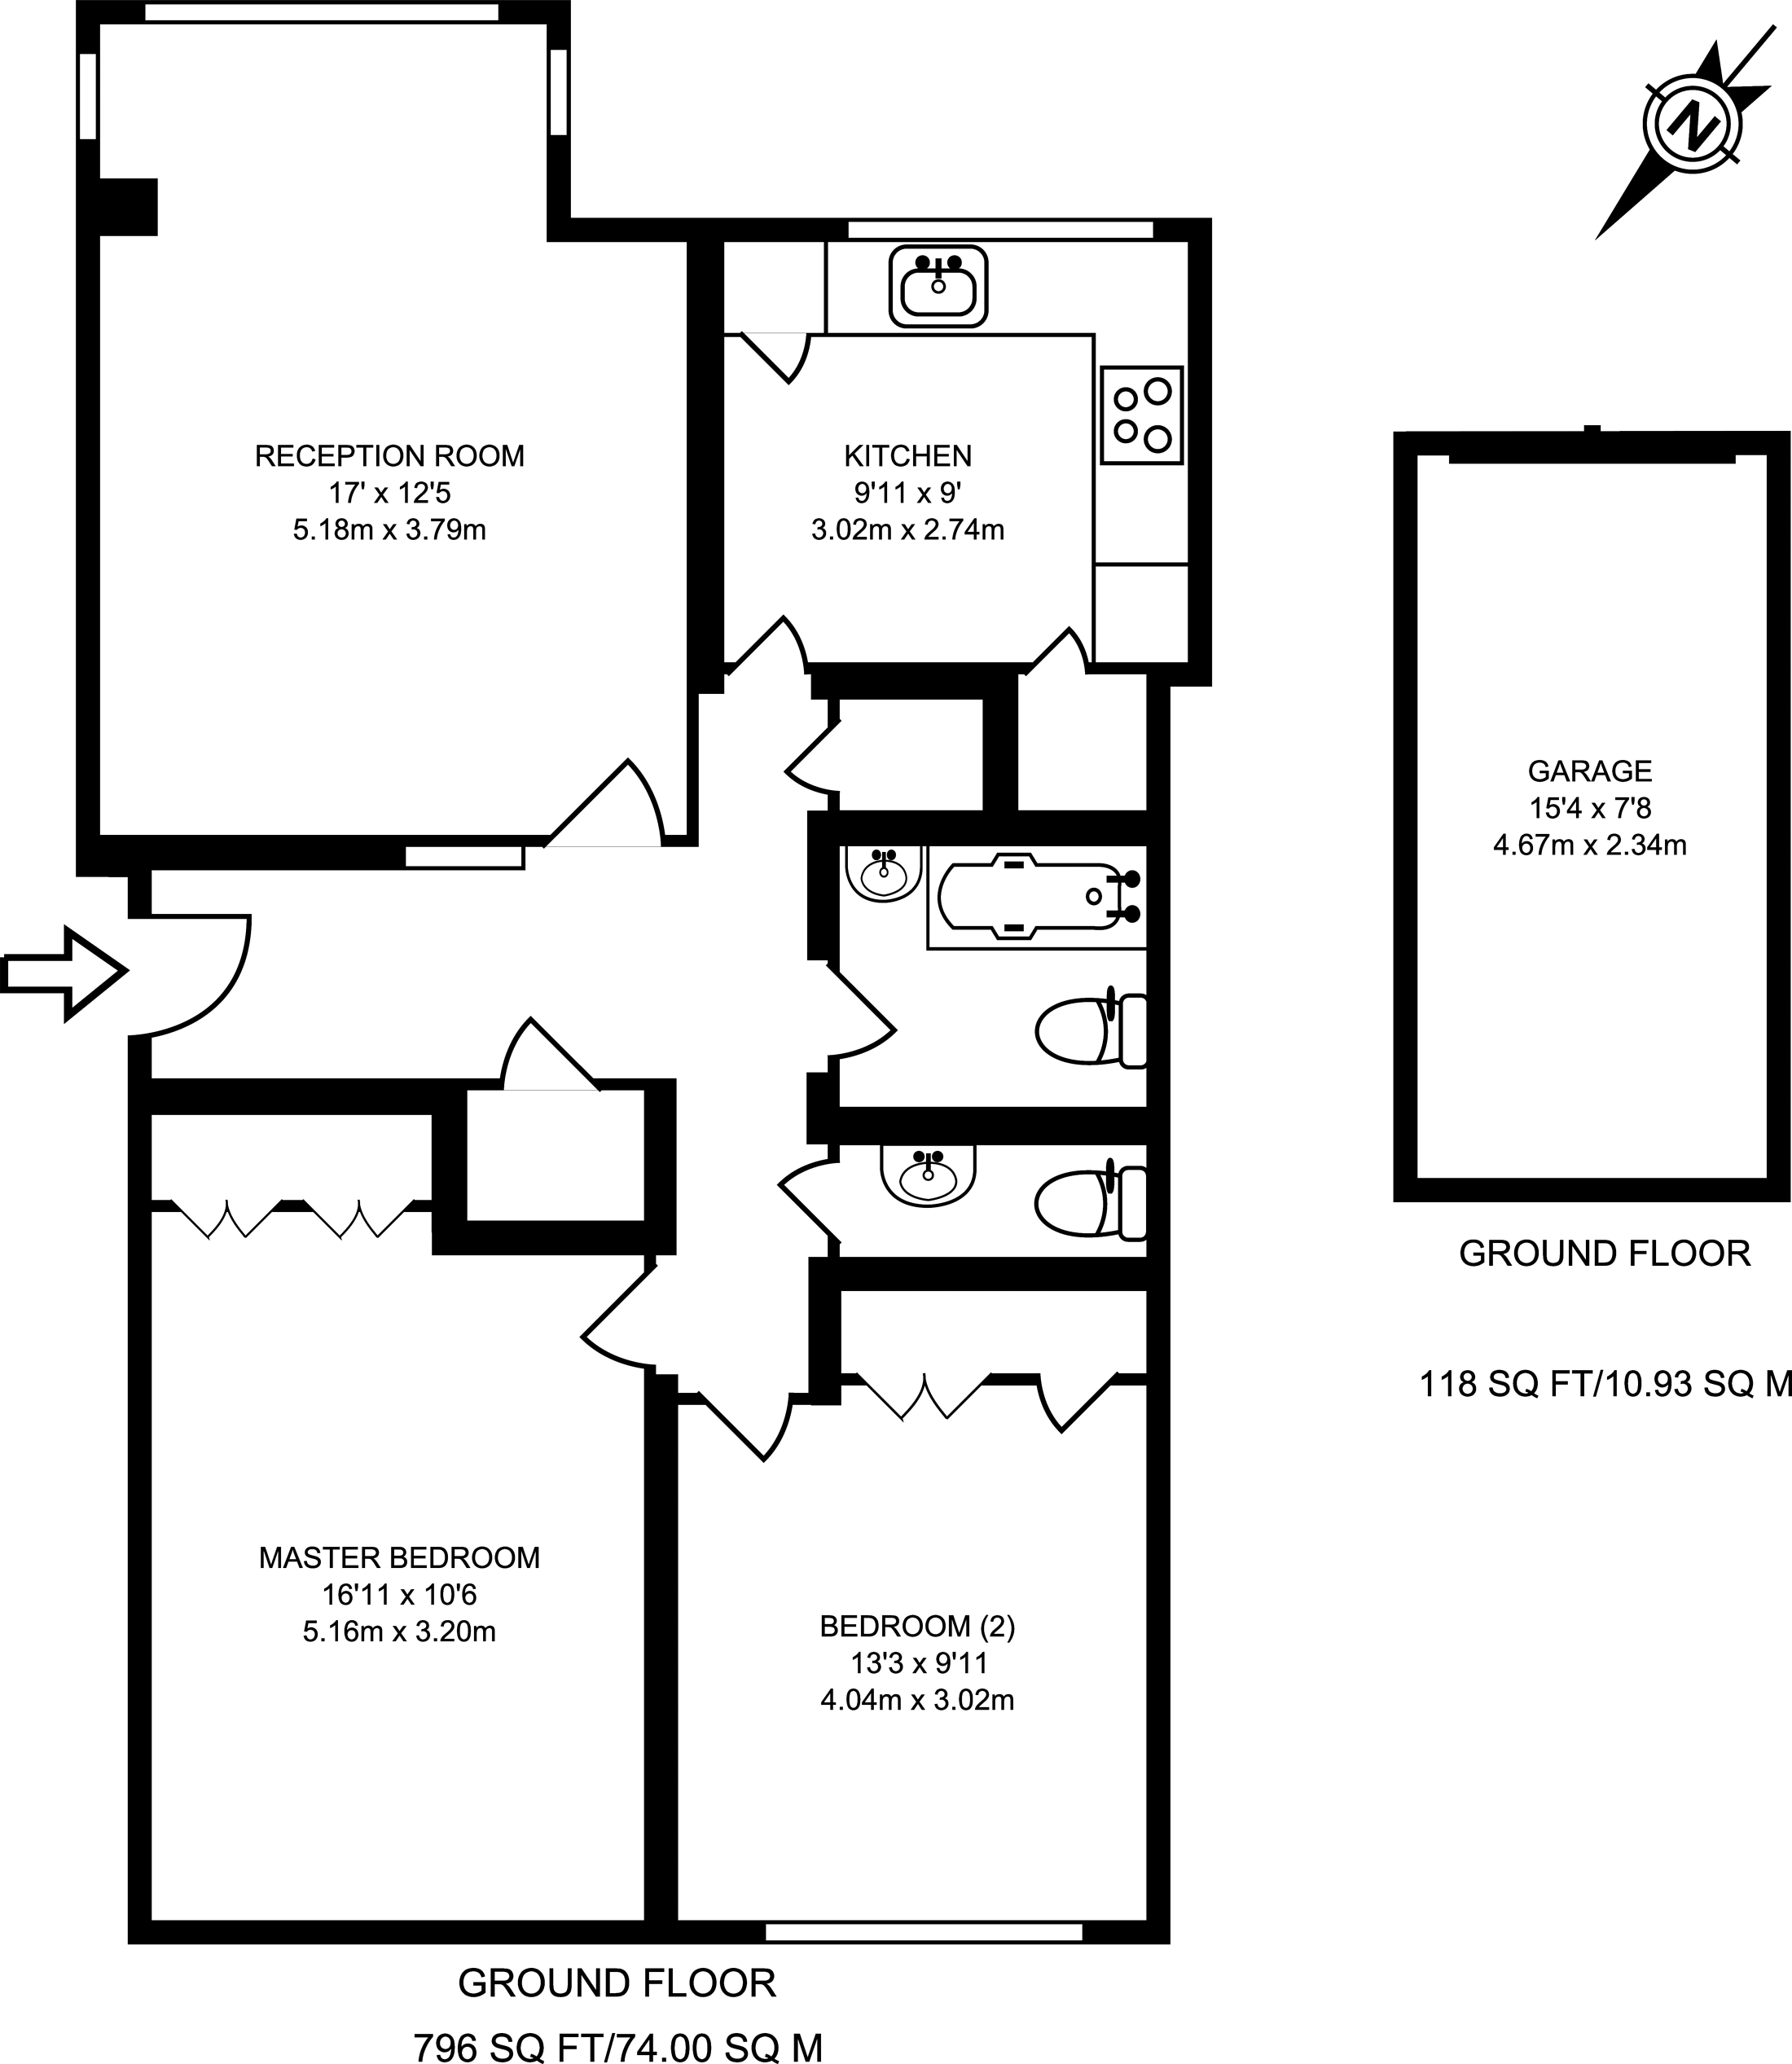 N
RECEPTION ROOM
17' x 12'5
5.18m x 3.79m
KITCHEN
9'11 x 9'
3.02m x 2.74m
GARAGE
15'4 x 7'8
4.67m x 2.34m
GROUND FLOOR
118 SQ FT/10.93 SQ M
MASTER BEDROOM
16'11 x 10'6
5.16m x 3.20m
BEDROOM (2)
13'3 x 9'11
4.04m x 3.02m
GROUND FLOOR
796 SQ FT/74.00 SQ M